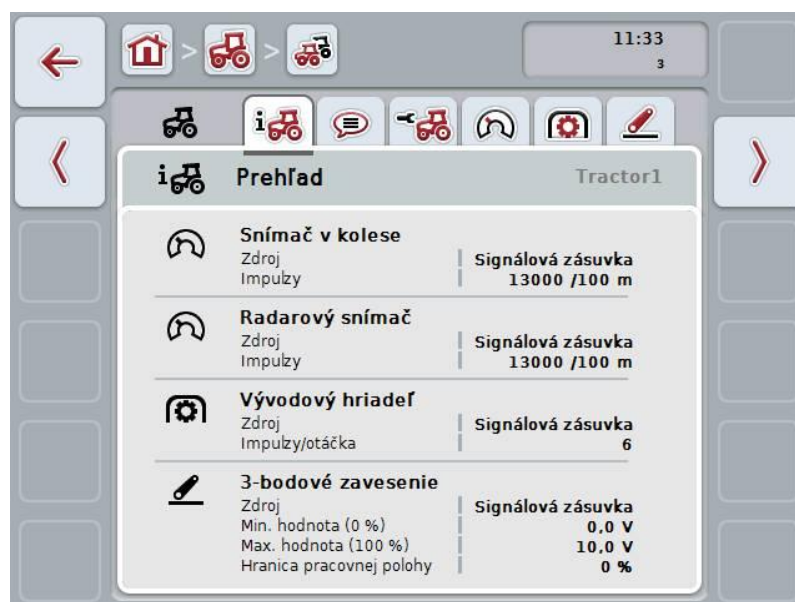 11:33
3
Prehľad Tractor1
Snímač v kolese
Zdroj Signálová zásuvka
Impulzy 13000 /100 m
Radarový snímač
Zdroj Signálová zásuvka
Impulzy 13000 /100 m
Vývodový hriadeľ
Zdroj Signálová zásuvka
Impulzy/otáčka 6
3-bodové zavesenie
Zdroj Signálová zásuvka
Min. hodnota (0 %) 0,0 V
Max. hodnota (100 %) 10,0 V
Hranica pracovnej polohy 0 %